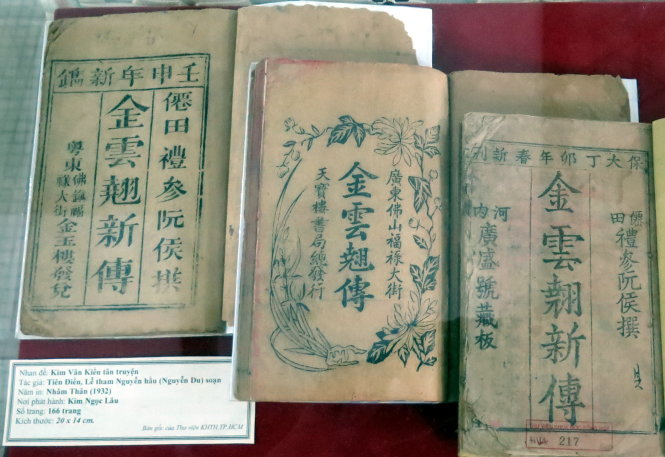 壬申年新鐫
僊田禮參阮侯撰
金雲翹新傳
粤東佛鎮福祿大街金玉樓發兌
廣東佛山福祿大街
金雲翹傳
天寶樓書局總發行
保大丁卯年春新刊
僊田禮參阮侯撰
金雲翹新傳
河内廣盛號藏板
217
Nhan đề: Kim Vân Kiều tân truyện
Tác giả: Tiên Điền, Lễ tham Nguyễn hầu (Nguyễn Du) soạn
Năm in: Nhâm Thân (1932)
Nơi phát hành: Kim Ngọc Lâu
Số trang: 166 trang
Kích thước: 20 x 14 cm.
Bản gốc của Thư viện KHTH.TP.HCM